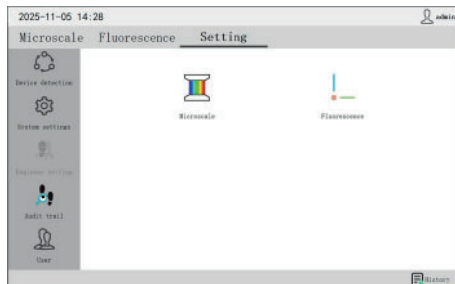 2025-11-05 14:28
admin
Microscale Fluorescence Setting
Device detection
System settings
Engineer setting
Audit trail
User
Microscale
Fluorescence
History